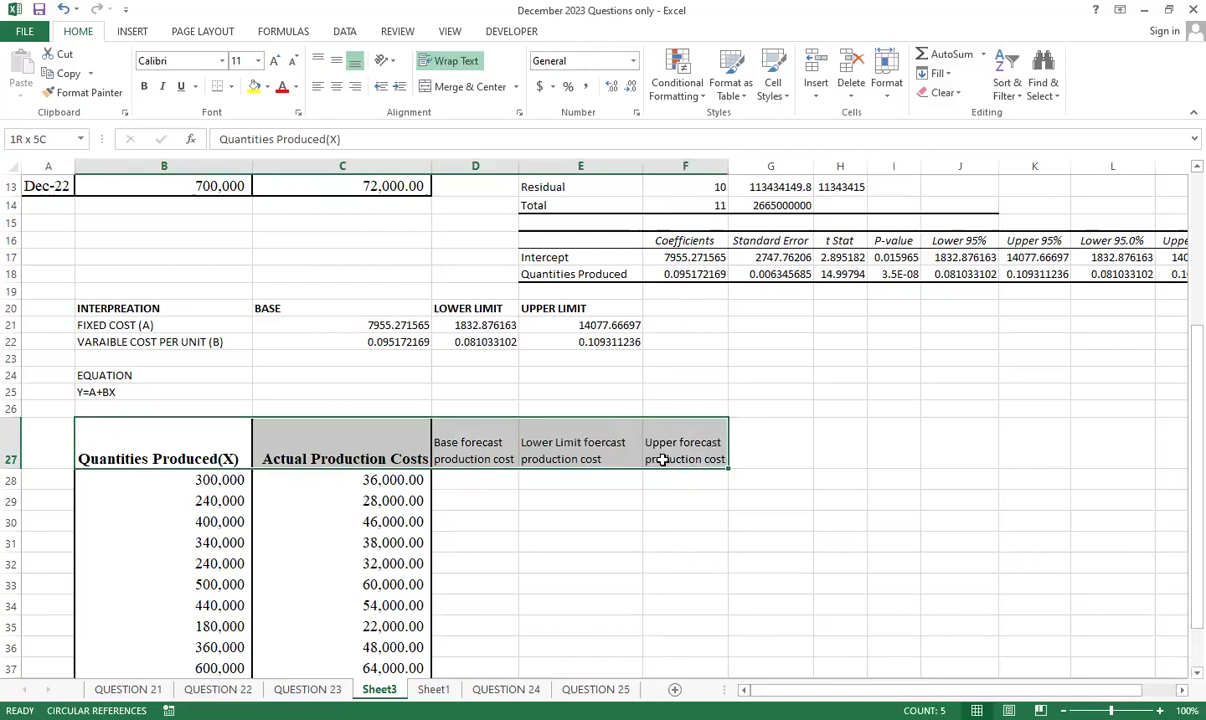 December 2023 Questions only - Excel
?
FILE HOME INSERT PAGE LAYOUT FORMULAS DATA REVIEW VIEW DEVELOPER Sign in
Paste Cut Copy Format Painter
Calibri 11 A A
B I U A
Wrap Text
Merge & Center
General
$ % ,
Conditional Formatting Format as Table Cell Styles
Insert Delete Format
AutoSum Fill Clear
Sort & Filter Find & Select
Clipboard Font Alignment Number Styles Cells Editing
1R x 5C fx Quantities Produced(X)
A B C D E F G H I J K L
13 Dec-22 700,000 72,000.00 Residual 10 113434149.8 11343415
14 Total 11 2665000000
15
16 Coefficients Standard Error t Stat P-value Lower 95% Upper 95% Lower 95.0% Uppe
17 Intercept 7955.271565 2747.76206 2.895182 0.015965 1832.876163 14077.66697 1832.876163 140
18 Quantities Produced 0.095172169 0.006345685 14.99794 3.5E-08 0.081033102 0.109311236 0.081033102 0.1
19
20 INTERPREATION BASE LOWER LIMIT UPPER LIMIT
21 FIXED COST (A) 7955.271565 1832.876163 14077.66697
22 VARAIBLE COST PER UNIT (B) 0.095172169 0.081033102 0.109311236
23
24 EQUATION
25 Y=A+BX
26
27 Quantities Produced(X) Actual Production Costs Base forecast production cost Lower Limit foercast production cost Upper forecast production cost
28 300,000 36,000.00
29 240,000 28,000.00
30 400,000 46,000.00
31 340,000 38,000.00
32 240,000 32,000.00
33 500,000 60,000.00
34 440,000 54,000.00
35 180,000 22,000.00
36 360,000 48,000.00
37 600,000 64,000.00
QUESTION 21 QUESTION 22 QUESTION 23 Sheet3 Sheet1 QUESTION 24 QUESTION 25
READY CIRCULAR REFERENCES COUNT: 5 100%